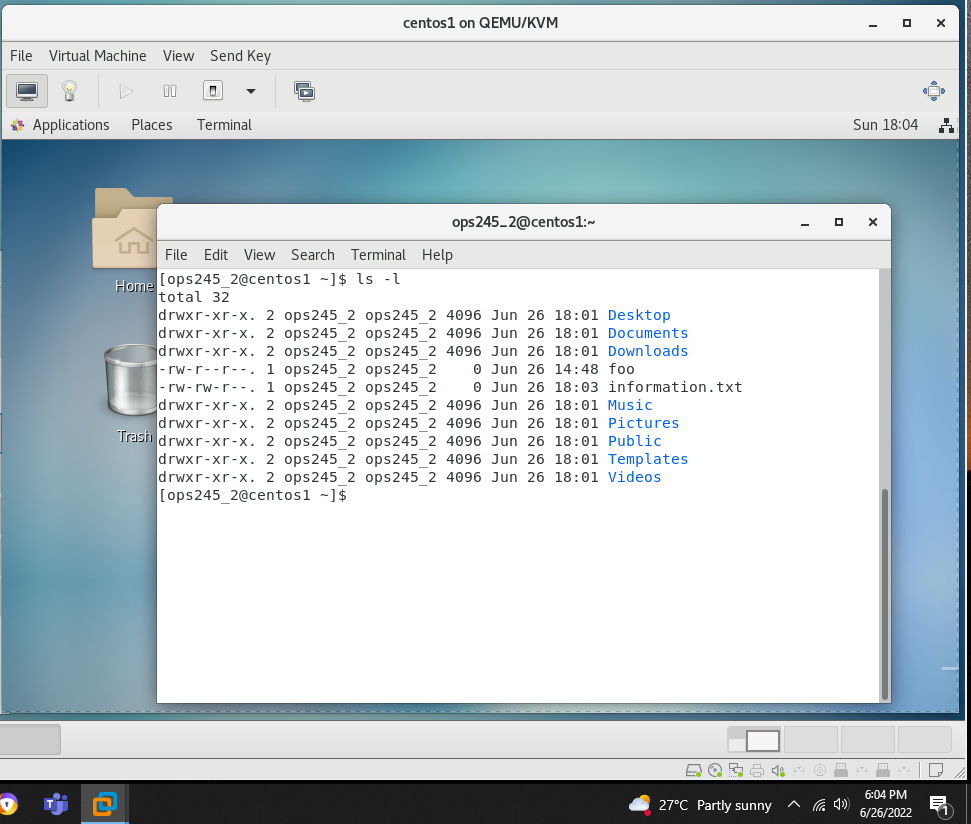 centos1 on QEMU/KVM
File Virtual Machine View Send Key
Applications Places Terminal Sun 18:04
Home
Trash
ops245_2@centos1:~
File Edit View Search Terminal Help
[ops245_2@centos1 ~]$ ls -l
total 32
drwxr-xr-x. 2 ops245_2 ops245_2 4096 Jun 26 18:01 Desktop
drwxr-xr-x. 2 ops245_2 ops245_2 4096 Jun 26 18:01 Documents
drwxr-xr-x. 2 ops245_2 ops245_2 4096 Jun 26 18:01 Downloads
-rw-r--r--. 1 ops245_2 ops245_2    0 Jun 26 14:48 foo
-rw-rw-r--. 1 ops245_2 ops245_2    0 Jun 26 18:03 information.txt
drwxr-xr-x. 2 ops245_2 ops245_2 4096 Jun 26 18:01 Music
drwxr-xr-x. 2 ops245_2 ops245_2 4096 Jun 26 18:01 Pictures
drwxr-xr-x. 2 ops245_2 ops245_2 4096 Jun 26 18:01 Public
drwxr-xr-x. 2 ops245_2 ops245_2 4096 Jun 26 18:01 Templates
drwxr-xr-x. 2 ops245_2 ops245_2 4096 Jun 26 18:01 Videos
[ops245_2@centos1 ~]$
27°C Partly sunny
6:04 PM
6/26/2022
1